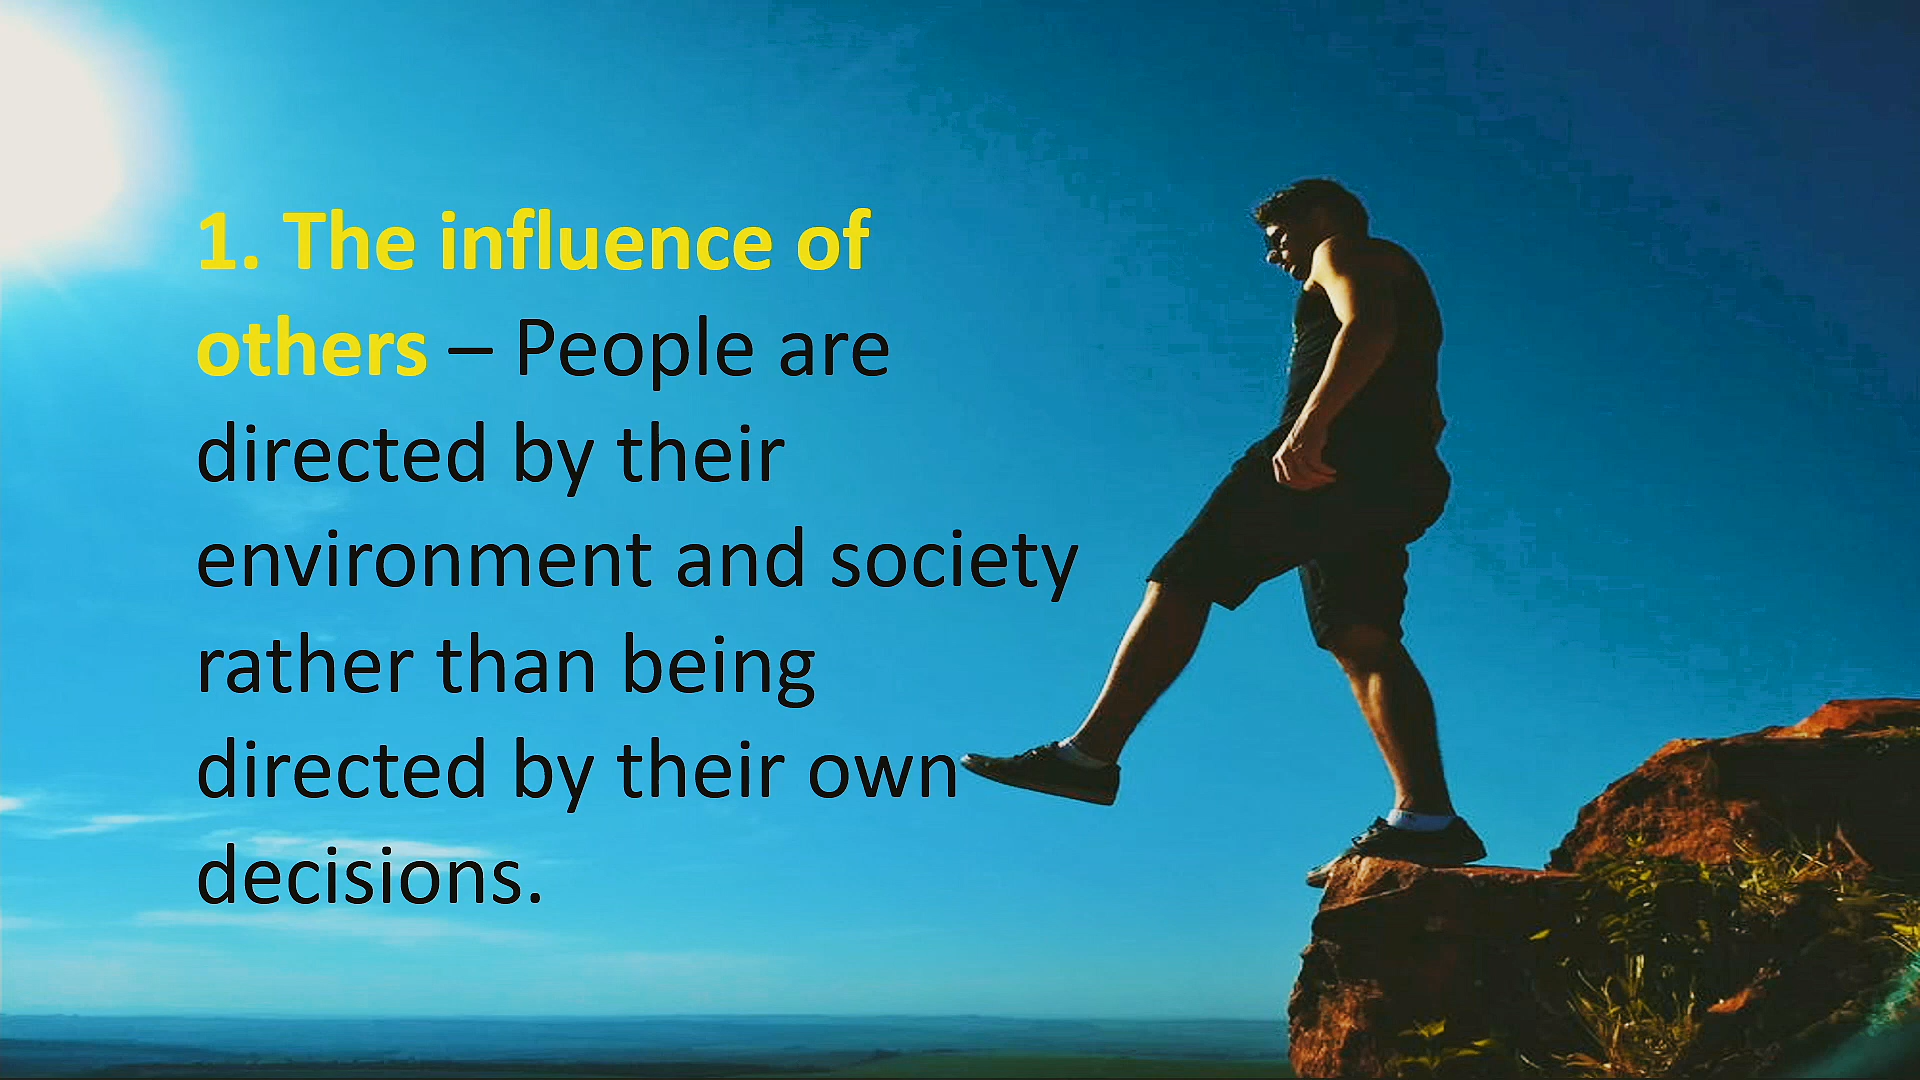 1. The influence of
others – People are
directed by their
environment and society
rather than being
directed by their own
decisions.